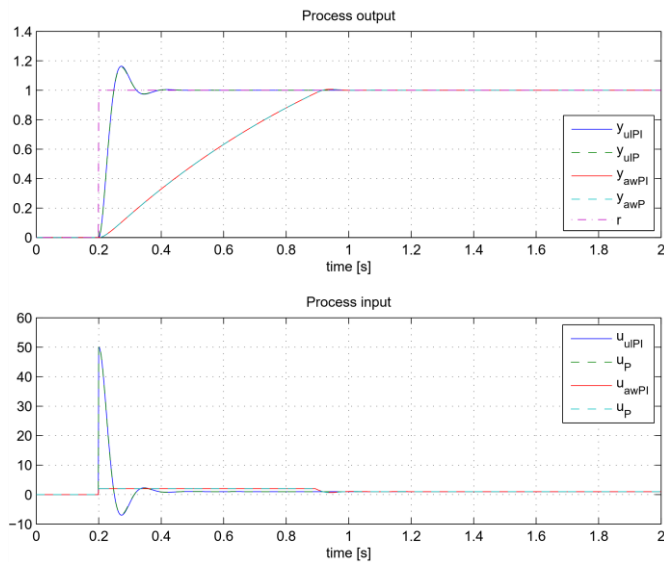 Process output
1.4
1.2
1
0.8
0.6
0.4
0.2
0
0 0.2 0.4 0.6 0.8 1 1.2 1.4 1.6 1.8 2
time [s]
y_ulPI
y_ulP
y_awPI
y_awP
r
Process input
60
50
40
30
20
10
0
−10
0 0.2 0.4 0.6 0.8 1 1.2 1.4 1.6 1.8 2
time [s]
u_ulPI
u_P
u_awPI
u_P